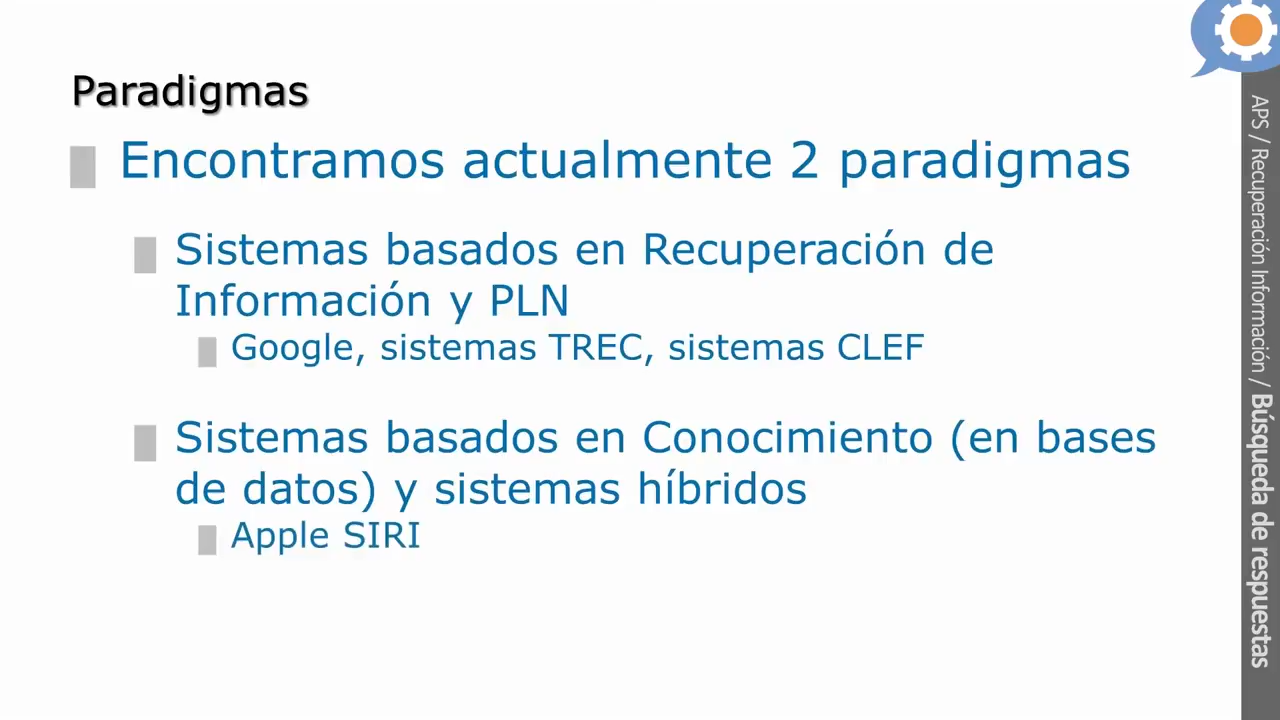 Paradigmas
Encontramos actualmente 2 paradigmas
Sistemas basados en Recuperación de
Información y PLN
Google, sistemas TREC, sistemas CLEF
Sistemas basados en Conocimiento (en bases
de datos) y sistemas híbridos
Apple SIRI
APS / Recuperación Información / Búsqueda de respuestas